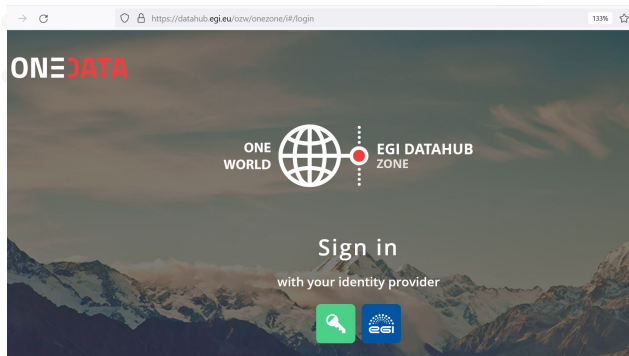 https://datahub.egi.eu/ozw/onezone/i#/login
133%
ONEDATA
ONE WORLD
EGI DATAHUB
ZONE
Sign in
with your identity provider
egi